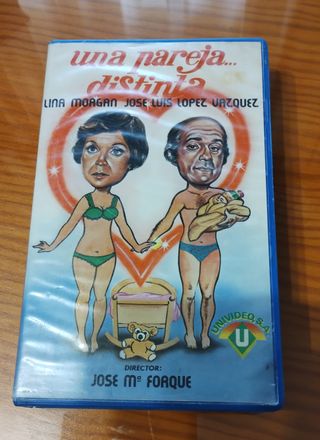 una pareja...
distinta
LINA MORGAN JOSE LUIS LOPEZ VAZQUEZ
UNIVIDEO, S.A.
U
DIRECTOR:
JOSE Mª FORQUE